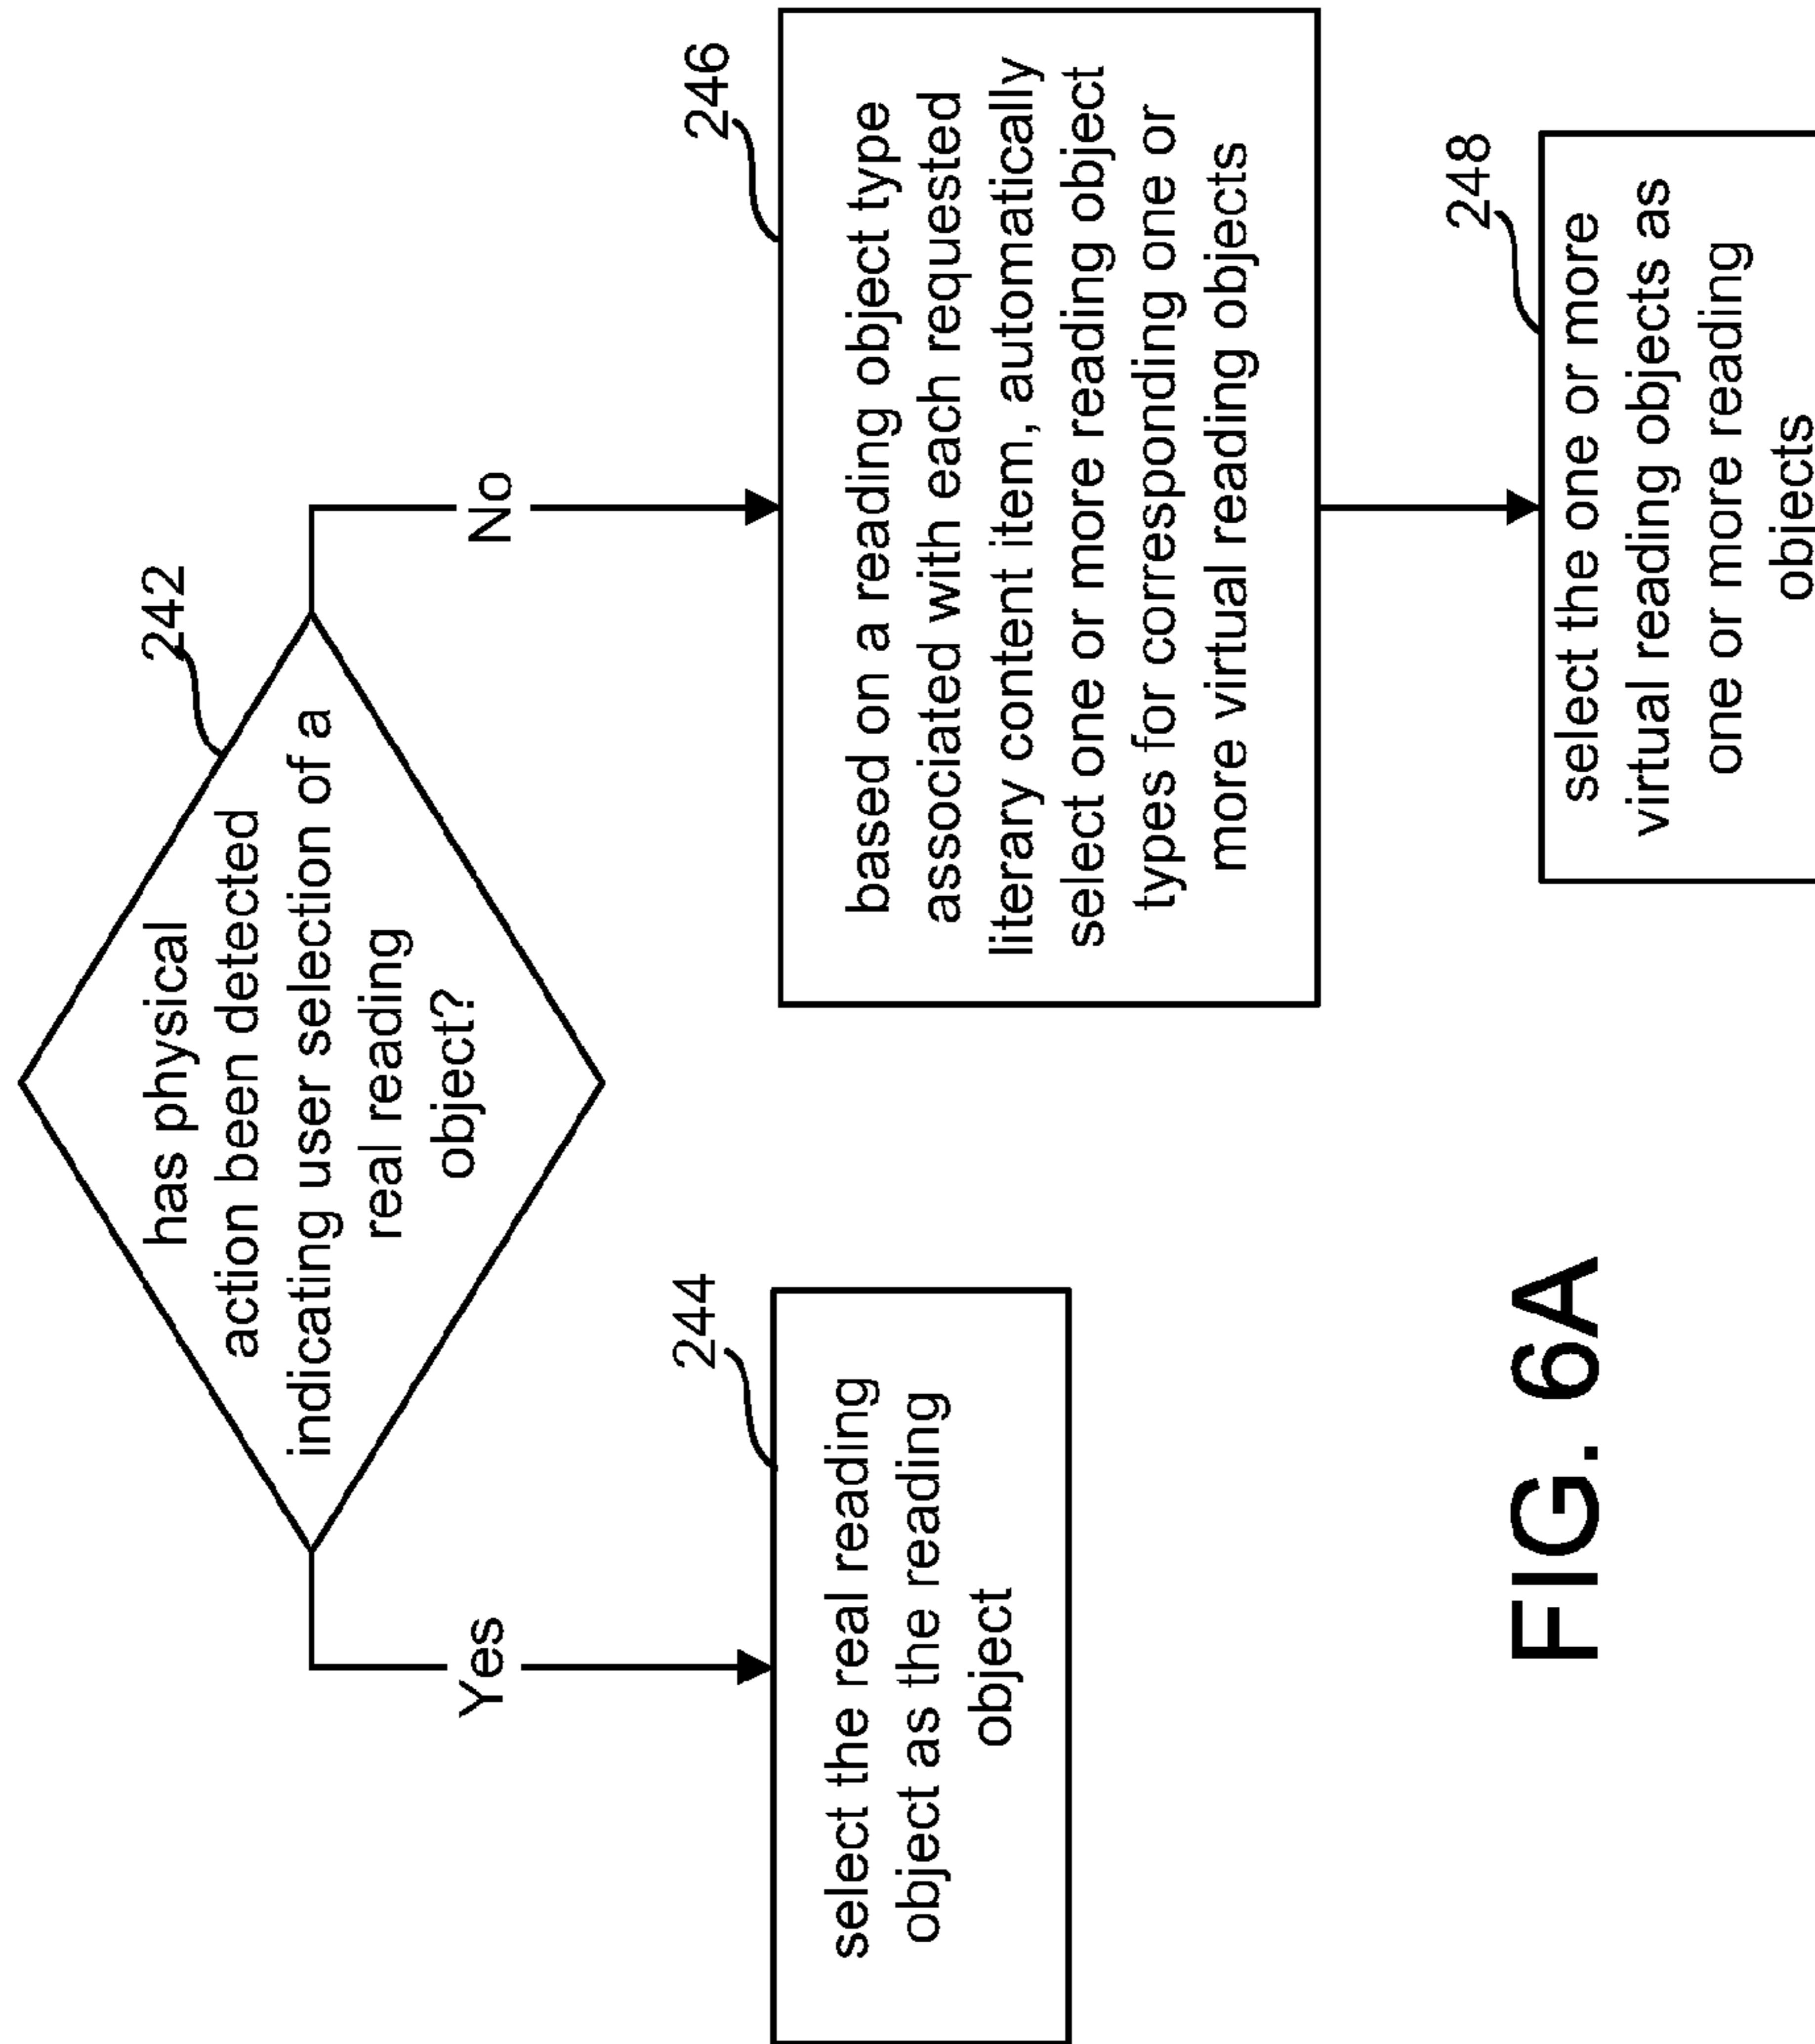 242
has physical
action been detected
indicating user selection of a
real reading
object?
Yes
No
244
select the real reading
object as the reading
object
246
based on a reading object type
associated with each requested
literary content item, automatically
select one or more reading object
types for corresponding one or
more virtual reading objects
248
select the one or more
virtual reading objects as
one or more reading
objects
FIG. 6A